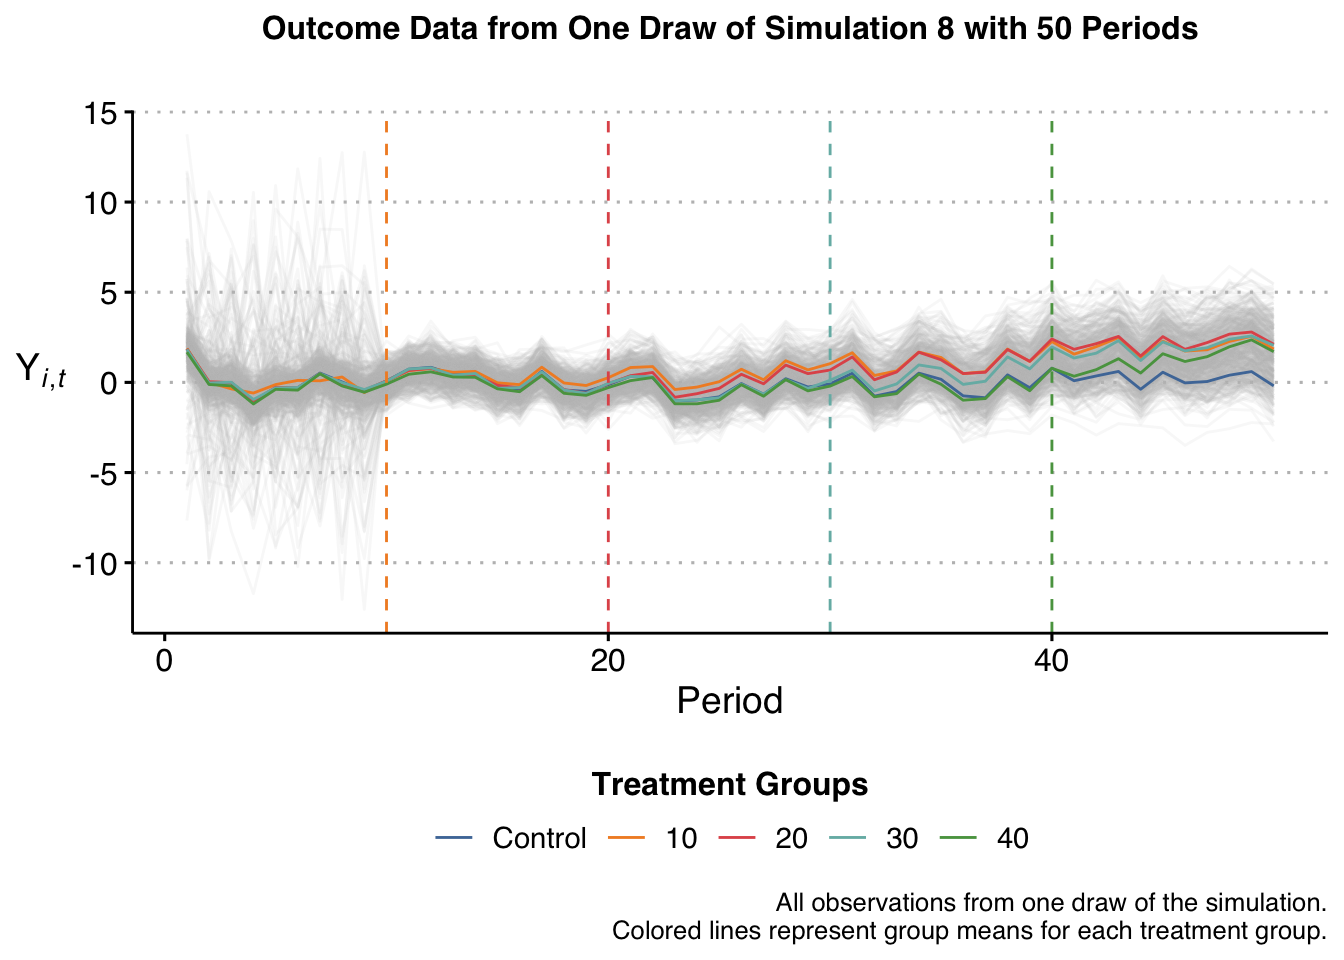 Outcome Data from One Draw of Simulation 8 with 50 Periods
15
10
5
0
-5
-10
Y i,t
0 20 40
Period
Treatment Groups
Control 10 20 30 40
All observations from one draw of the simulation.
Colored lines represent group means for each treatment group.